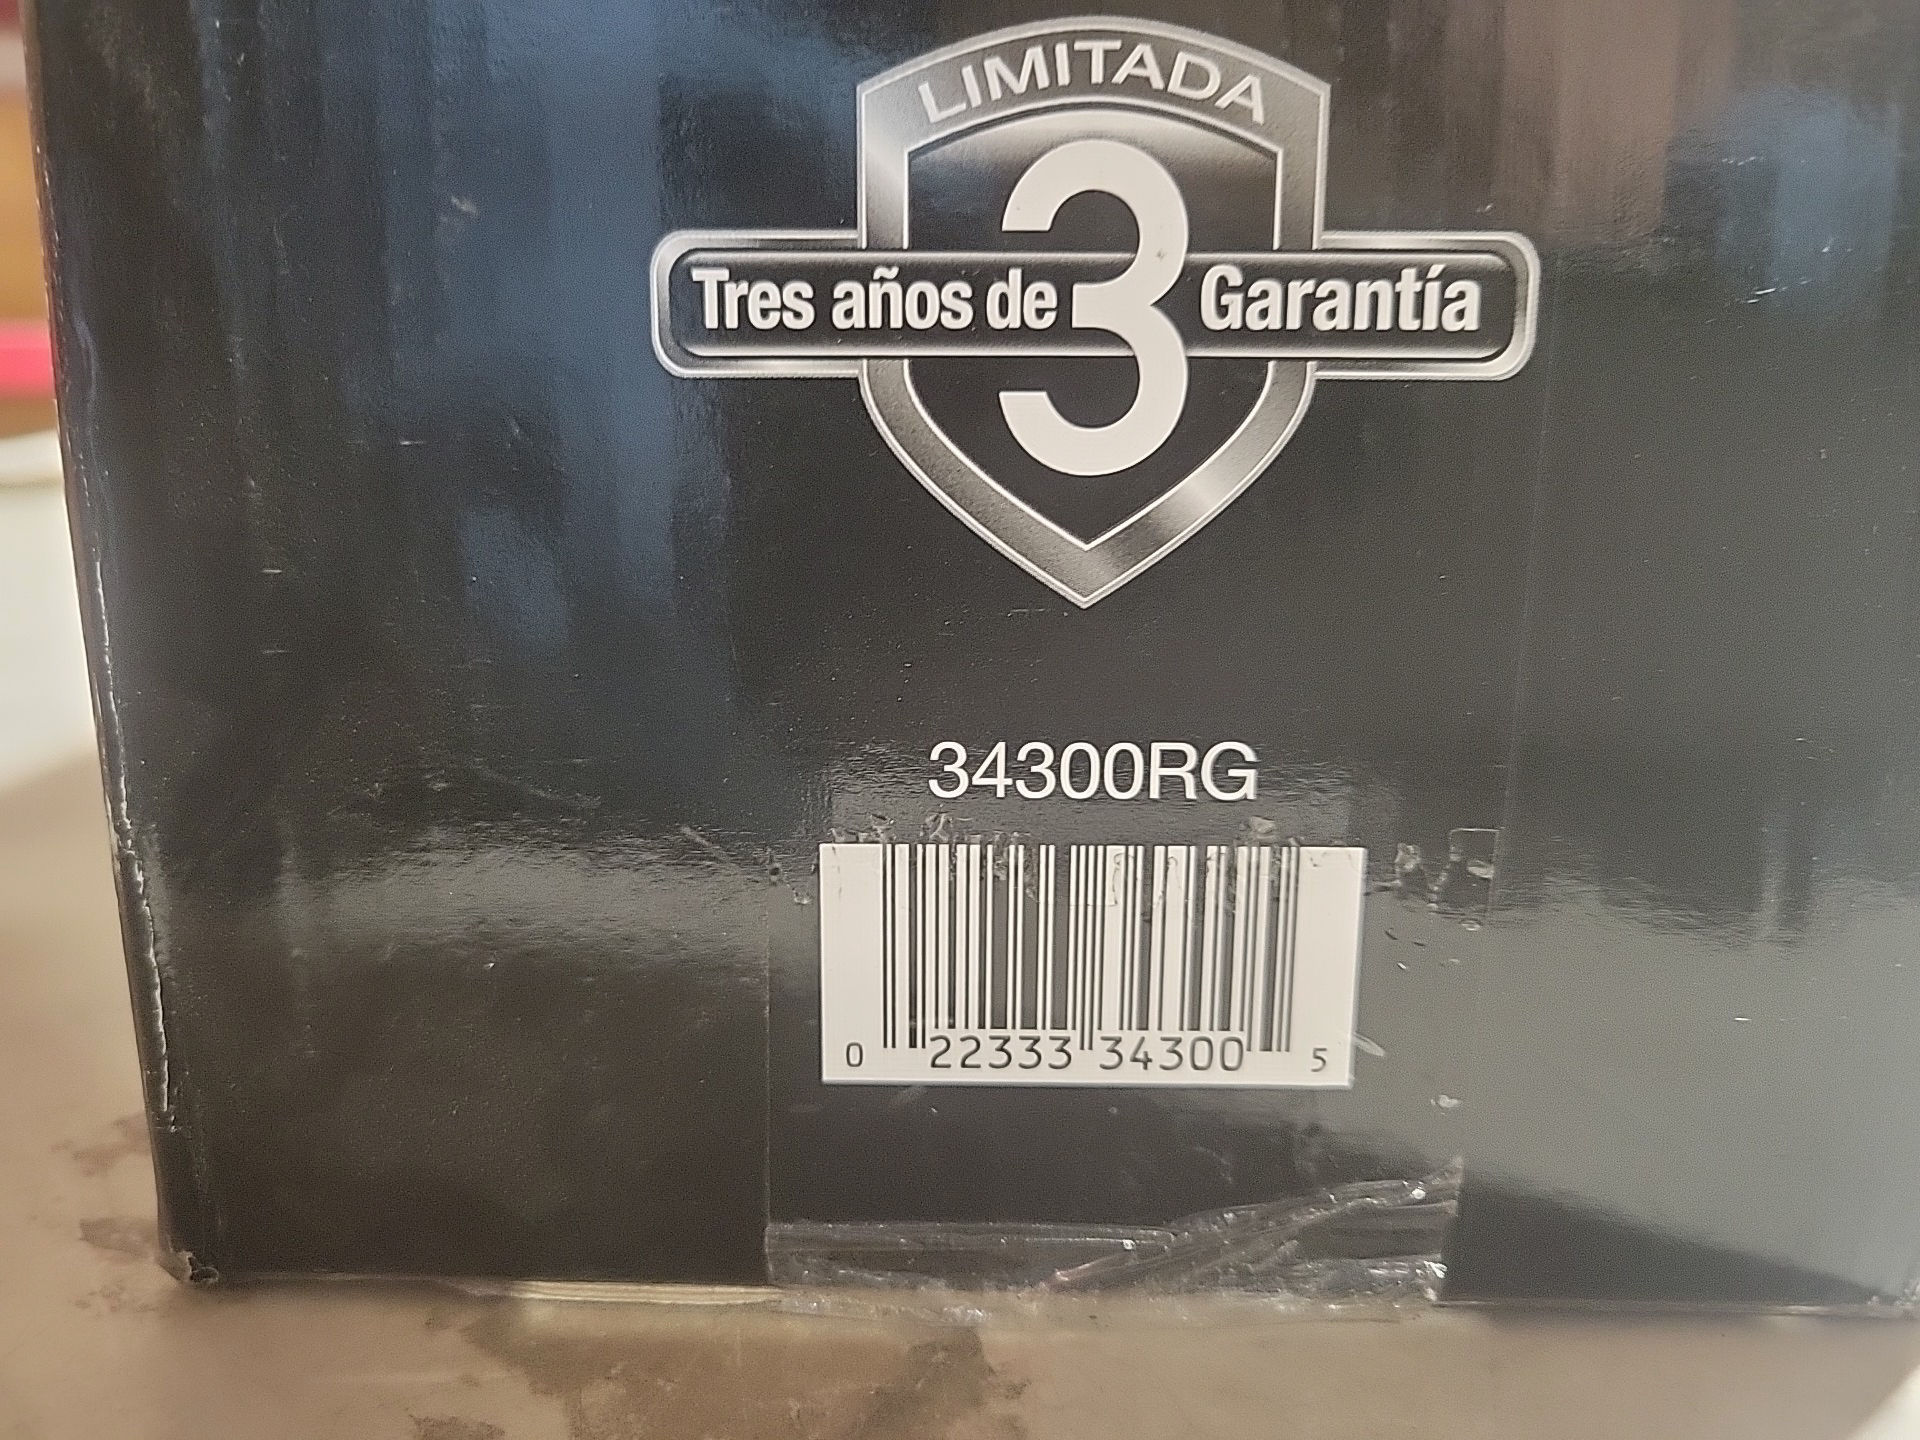 LIMITADA
Tres años de 3 Garantía
34300RG
0 22333 34300 5